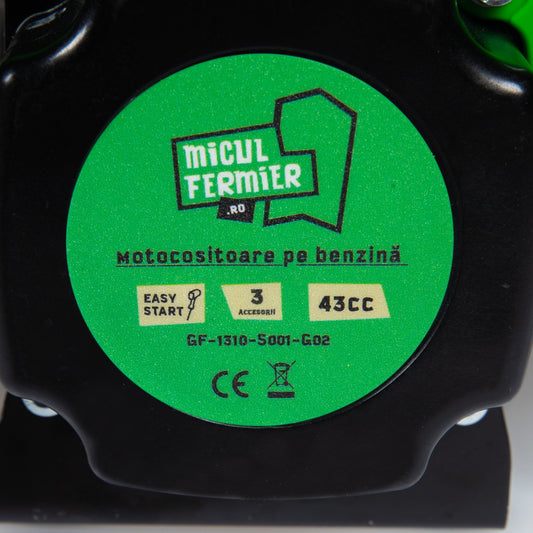 MICUL
FERMIER
.RO
Motocositoare pe benzină
EASY
START
3
ACCESORII
43CC
GF-1310-S001-G02
CE